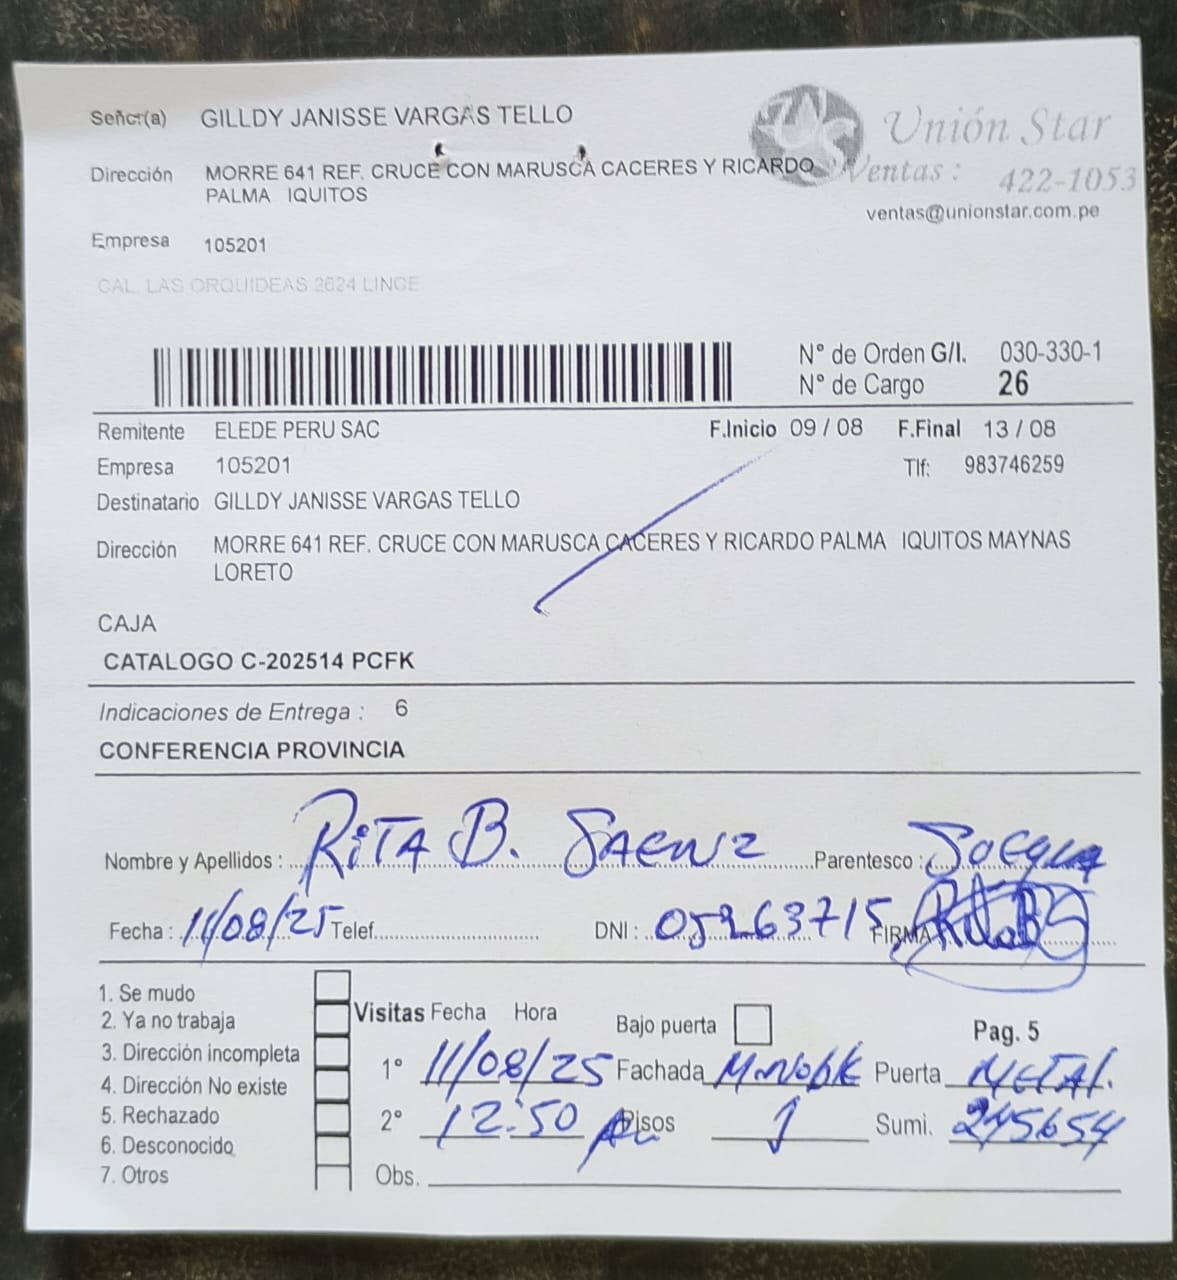 Señor(a) GILLDY JANISSE VARGAS TELLO
Unión Star
Dirección MORRE 641 REF. CRUCE CON MARUSCA CACERES Y RICARDO
PALMA IQUITOS
Ventas : 422-1053
ventas@unionstar.com.pe
Empresa 105201
CAL. LAS ORQUIDEAS 2624 LINCE
N° de Orden G/I. 030-330-1
N° de Cargo 26
Remitente ELEDE PERU SAC F.Inicio 09 / 08 F.Final 13 / 08
Empresa 105201 Tlf: 983746259
Destinatario GILLDY JANISSE VARGAS TELLO
Dirección MORRE 641 REF. CRUCE CON MARUSCA CACERES Y RICARDO PALMA IQUITOS MAYNAS
LORETO
CAJA
CATALOGO C-202514 PCFK
Indicaciones de Entrega : 6
CONFERENCIA PROVINCIA
Nombre y Apellidos : RITA B. SAENZ Parentesco : Suegra
Fecha : 11/08/25 Telef. DNI : 05263715 FIRMA
1. Se mudo
2. Ya no trabaja
3. Dirección incompleta
4. Dirección No existe
5. Rechazado
6. Desconocido
7. Otros
Visitas Fecha Hora Bajo puerta Pag. 5
1° 11/08/25 Fachada M.Noble Puerta METAL.
2° 12:50 Pisos 1 Sumi. 245654
Obs.